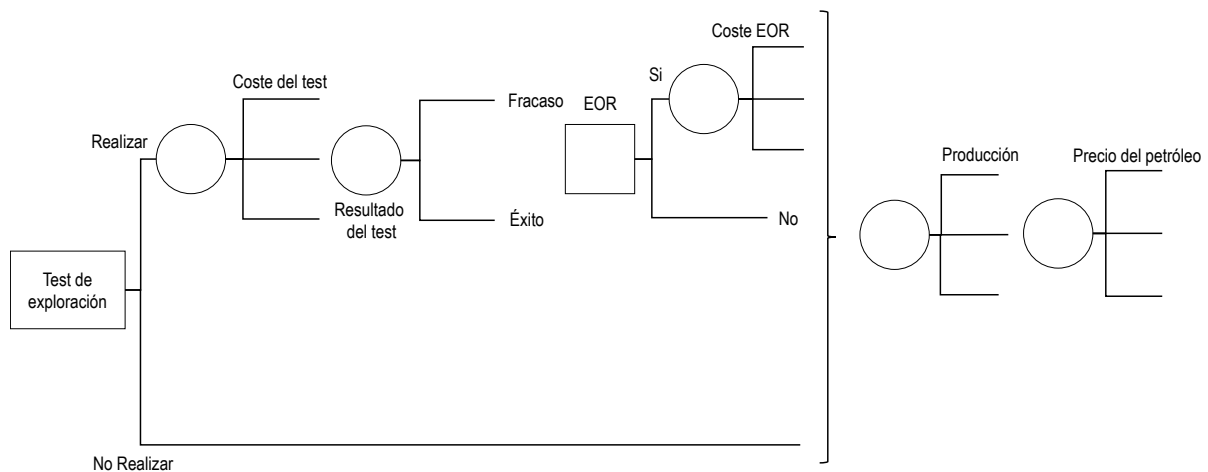 Coste EOR
Si
Coste del test
Fracaso
EOR
Realizar
Producción
Precio del petróleo
Resultado
del test
Éxito
No
Test de
exploración
No Realizar